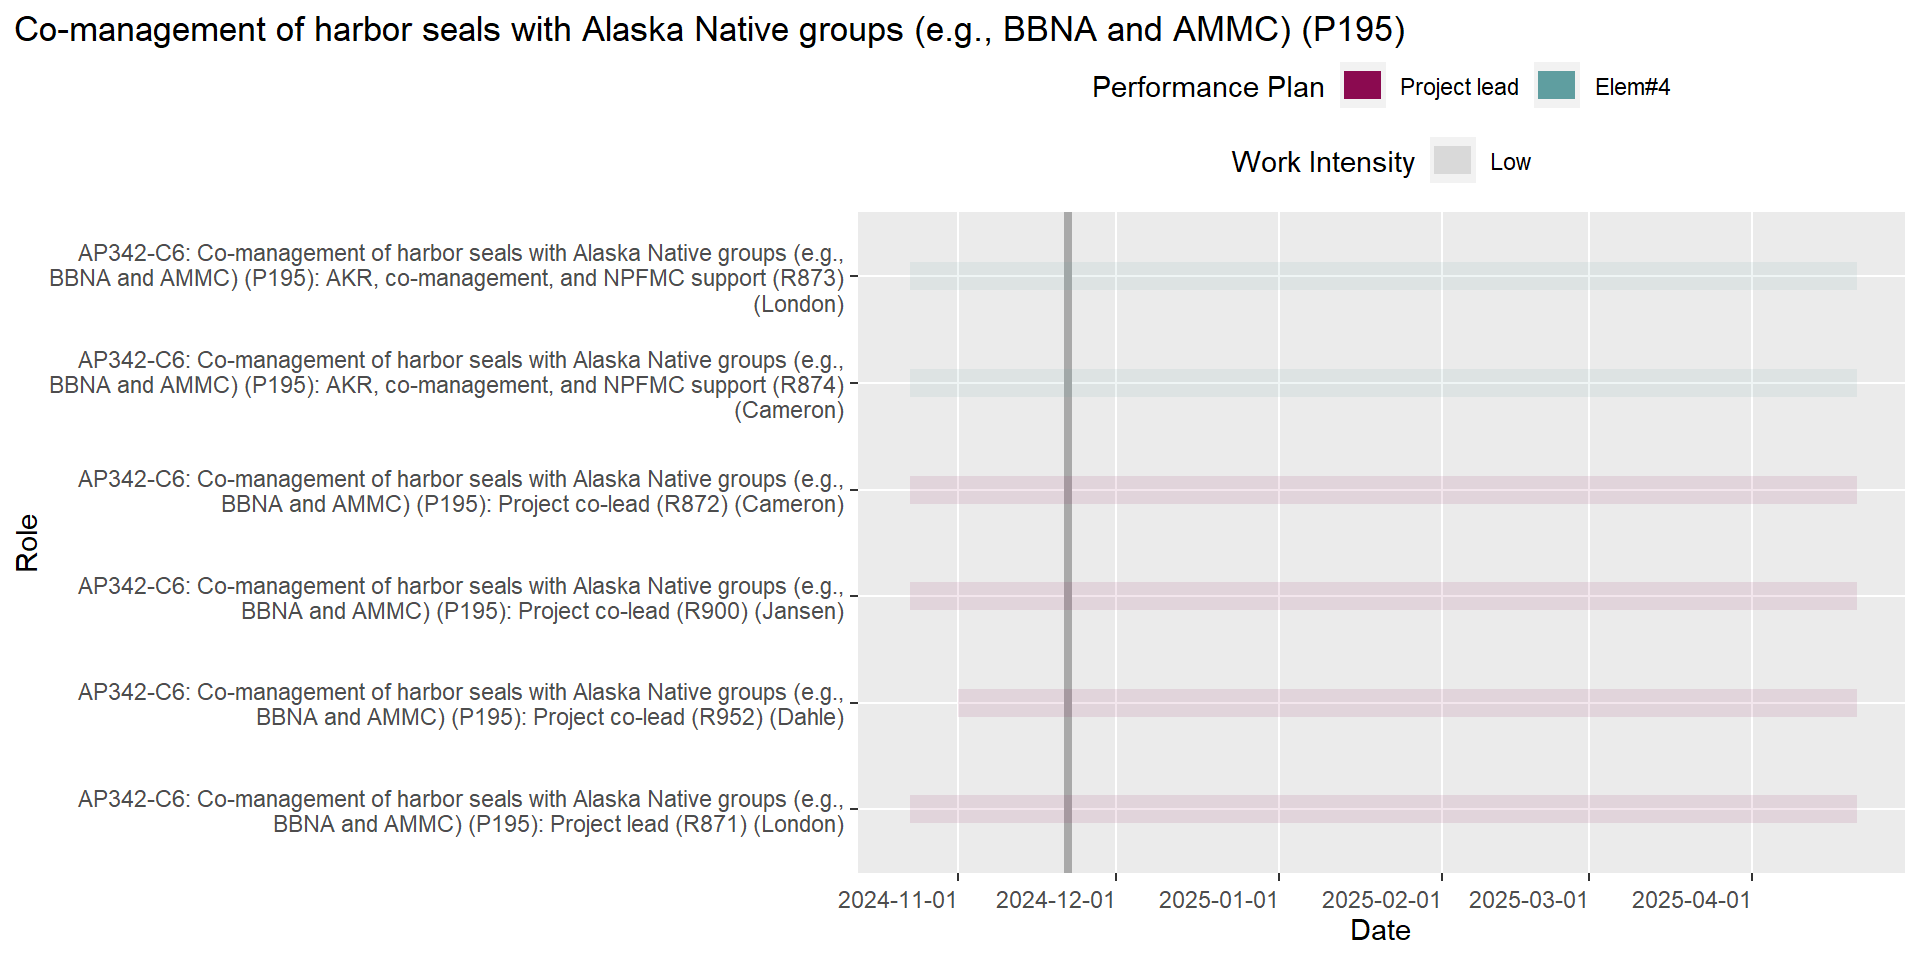 Co-management of harbor seals with Alaska Native groups (e.g., BBNA and AMMC) (P195)
Performance Plan Project lead Elem#4
Work Intensity Low
AP342-C6: Co-management of harbor seals with Alaska Native groups (e.g.,
BBNA and AMMC) (P195): AKR, co-management, and NPFMC support (R873)
(London)
AP342-C6: Co-management of harbor seals with Alaska Native groups (e.g.,
BBNA and AMMC) (P195): AKR, co-management, and NPFMC support (R874)
(Cameron)
AP342-C6: Co-management of harbor seals with Alaska Native groups (e.g.,
BBNA and AMMC) (P195): Project co-lead (R872) (Cameron)
AP342-C6: Co-management of harbor seals with Alaska Native groups (e.g.,
BBNA and AMMC) (P195): Project co-lead (R900) (Jansen)
AP342-C6: Co-management of harbor seals with Alaska Native groups (e.g.,
BBNA and AMMC) (P195): Project co-lead (R952) (Dahle)
AP342-C6: Co-management of harbor seals with Alaska Native groups (e.g.,
BBNA and AMMC) (P195): Project lead (R871) (London)
Role
2024-11-01 2024-12-01 2025-01-01 2025-02-01 2025-03-01 2025-04-01
Date